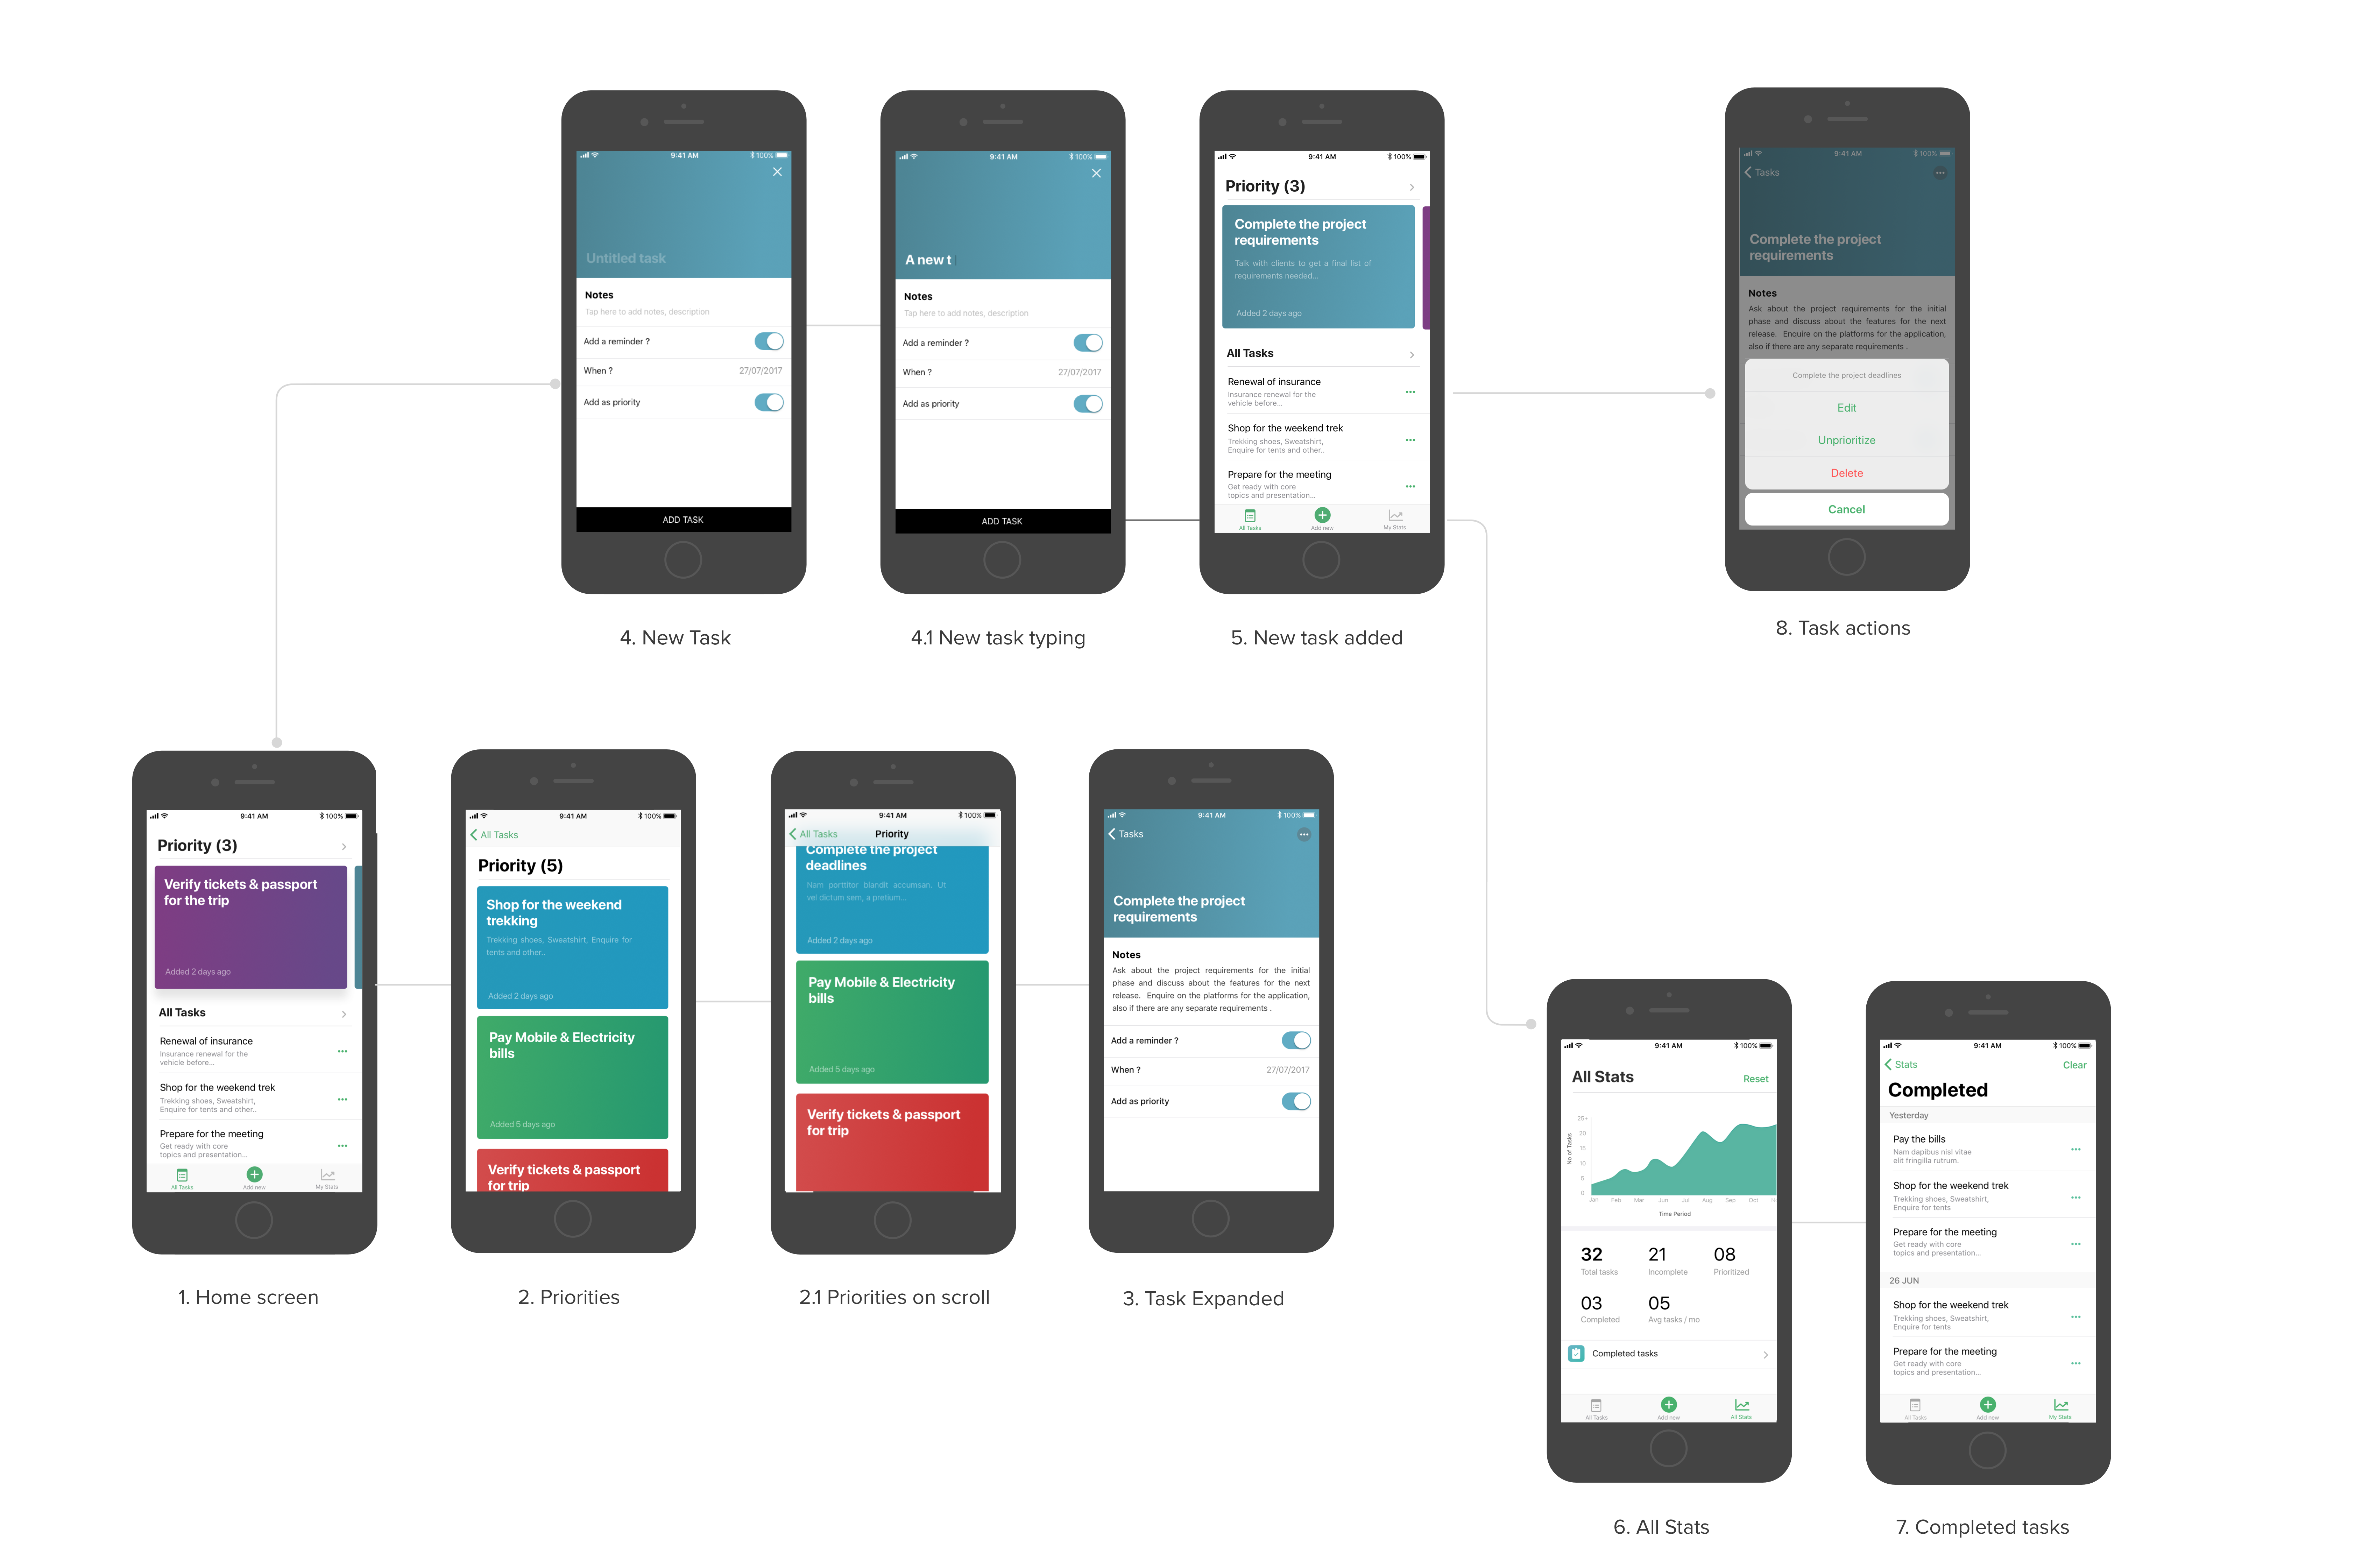 9:41 AM
100%
Untitled task
Notes
Tap here to add notes, description
Add a reminder ?
When ?
27/07/2017
Add as priority
ADD TASK
4. New Task
9:41 AM
100%
A new t
Notes
Tap here to add notes, description
Add a reminder ?
When ?
27/07/2017
Add as priority
ADD TASK
4.1 New task typing
9:41 AM
100%
Priority (3)
Complete the project
requirements
Talk with clients to get a final list of
requirements needed...
Added 2 days ago
All Tasks
Renewal of insurance
Insurance renewal for the
vehicle before...
Shop for the weekend trek
Trekking shoes, Sweatshirt,
Enquire for tents and other..
Prepare for the meeting
Get ready with core
topics and presentation...
All Tasks
Add new
My Stats
5. New task added
9:41 AM
100%
Tasks
Complete the project
requirements
Notes
Ask about the project requirements for the initial
phase and discuss about the features for the next
release. Enquire on the platforms for the application,
also if there are any separate requirements .
Complete the project deadlines
Edit
Unprioritize
Delete
Cancel
8. Task actions
9:41 AM
100%
Priority (3)
Verify tickets & passport
for the trip
Added 2 days ago
All Tasks
Renewal of insurance
Insurance renewal for the
vehicle before...
Shop for the weekend trek
Trekking shoes, Sweatshirt,
Enquire for tents and other..
Prepare for the meeting
Get ready with core
topics and presentation...
All Tasks
Add new
My Stats
1. Home screen
9:41 AM
100%
All Tasks
Priority (5)
Shop for the weekend
trekking
Trekking shoes, Sweatshirt, Enquire for
tents and other..
Added 2 days ago
Pay Mobile & Electricity
bills
Added 5 days ago
Verify tickets & passport
for trip
2. Priorities
9:41 AM
100%
All Tasks
Priority
Complete the project
deadlines
Nam porttitor blandit accumsan. Ut
vel dictum sem, a pretium...
Added 2 days ago
Pay Mobile & Electricity
bills
Added 5 days ago
Verify tickets & passport
for trip
2.1 Priorities on scroll
9:41 AM
100%
Tasks
Complete the project
requirements
Notes
Ask about the project requirements for the initial
phase and discuss about the features for the next
release. Enquire on the platforms for the application,
also if there are any separate requirements .
Add a reminder ?
When ?
27/07/2017
Add as priority
3. Task Expanded
9:41 AM
100%
All Stats
Reset
No of Tasks
25+
20
15
10
5
0
Jan Feb Mar Jun Jul Aug Sep Oct
Time Period
32
21
08
Total tasks
Incomplete
Prioritized
03
05
Completed
Avg tasks / mo
Completed tasks
All Tasks
Add new
All Stats
6. All Stats
9:41 AM
100%
Stats
Clear
Completed
Yesterday
Pay the bills
Nam dapibus nisl vitae
elit fringilla rutrum.
Shop for the weekend trek
Trekking shoes, Sweatshirt,
Enquire for tents
Prepare for the meeting
Get ready with core
topics and presentation...
26 JUN
Shop for the weekend trek
Trekking shoes, Sweatshirt,
Enquire for tents
Prepare for the meeting
Get ready with core
topics and presentation...
All Tasks
Add new
My Stats
7. Completed tasks